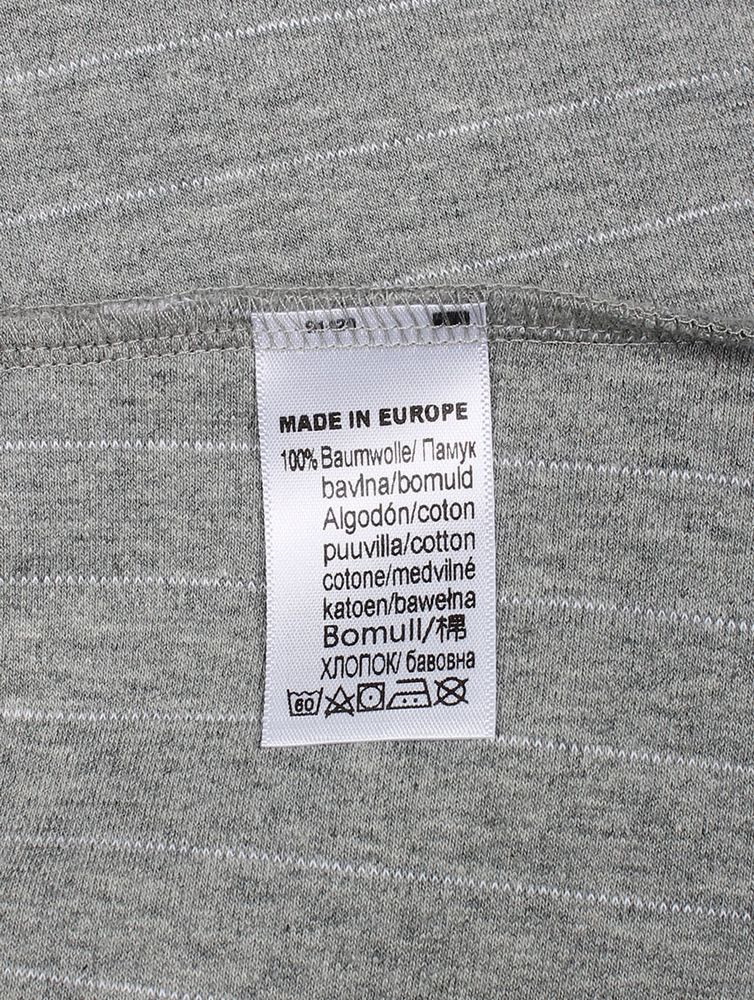 MADE IN EUROPE
100% Baumwolle/ Памук
bavlna/bomuld
Algodón/coton
puuvilla/cotton
cotone/medvilné
katoen/bawełna
Bomull/棉
ХЛОПОК/ бавовна
60